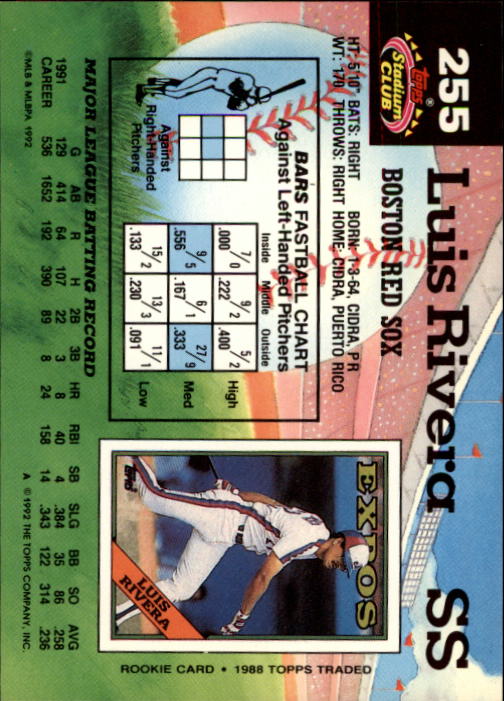 255
Topps®
Stadium
CLUB
Luis Rivera SS
BOSTON RED SOX
HT: 5'10" BATS: RIGHT BORN: 1-3-64, CIDRA, PR
WT: 170 THROWS: RIGHT HOME: CIDRA, PUERTO RICO
BARS FASTBALL CHART
Against Left-Handed Pitchers
Inside Middle Outside
7/0 .000 9/2 .222 5/2 .400 High
9/5 .556 6/1 .167 27/9 .333 Med
15/2 .133 13/3 .230 11/1 .091 Low
Against
Right-Handed
Pitchers
EXPOS
LUIS
RIVERA
Topps
ROOKIE CARD • 1988 TOPPS TRADED
MAJOR LEAGUE BATTING RECORD
G AB R H 2B 3B HR RBI SB SLG BB SO AVG
1991 129 414 64 107 22 3 8 40 4 .384 35 86 .258
CAREER 536 1652 192 390 89 8 24 158 14 .343 122 314 .236
©MLB & MLBPA 1992
A © 1992 THE TOPPS COMPANY, INC.